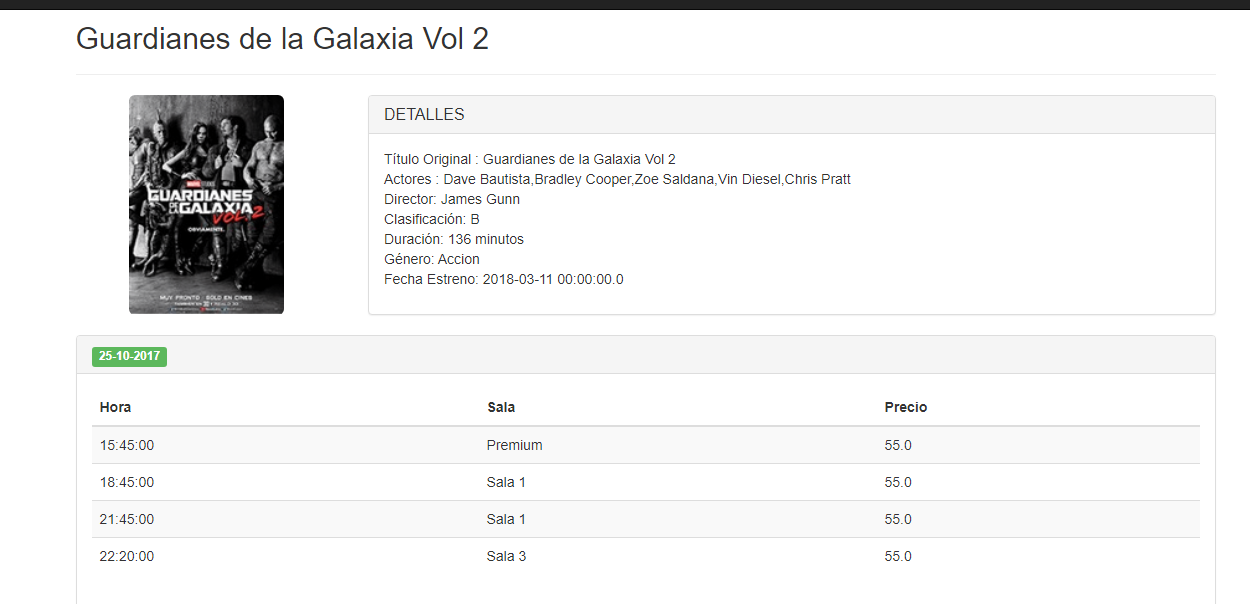 Guardianes de la Galaxia Vol 2
MARVEL STUDIOS
GUARDIANES
DE LA GALAXIA
VOL.2
OBVIAMENTE.
MUY PRONTO SOLO EN CINES
DETALLES
Título Original : Guardianes de la Galaxia Vol 2
Actores : Dave Bautista,Bradley Cooper,Zoe Saldana,Vin Diesel,Chris Pratt
Director: James Gunn
Clasificación: B
Duración: 136 minutos
Género: Accion
Fecha Estreno: 2018-03-11 00:00:00.0
25-10-2017
Hora Sala Precio
15:45:00 Premium 55.0
18:45:00 Sala 1 55.0
21:45:00 Sala 1 55.0
22:20:00 Sala 3 55.0